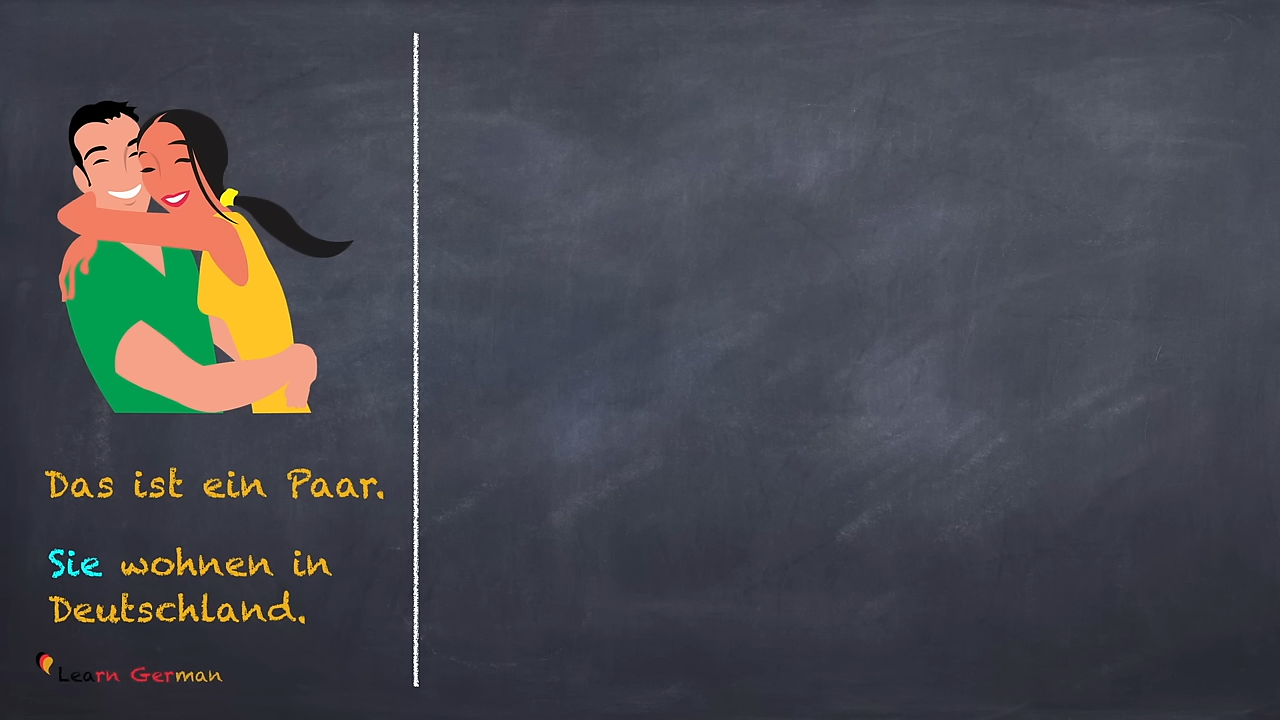 Das ist ein Paar.
Sie wohnen in
Deutschland.
Learn German